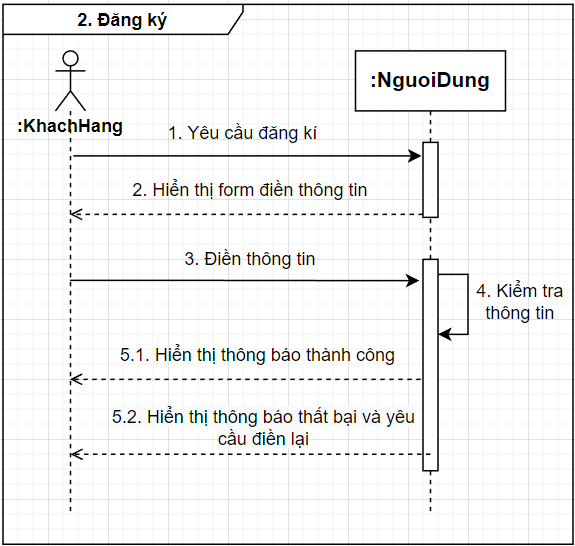 2. Đăng ký
:KhachHang
:NguoiDung
1. Yêu cầu đăng kí
2. Hiển thị form điền thông tin
3. Điền thông tin
4. Kiểm tra
thông tin
5.1. Hiển thị thông báo thành công
5.2. Hiển thị thông báo thất bại và yêu
cầu điền lại